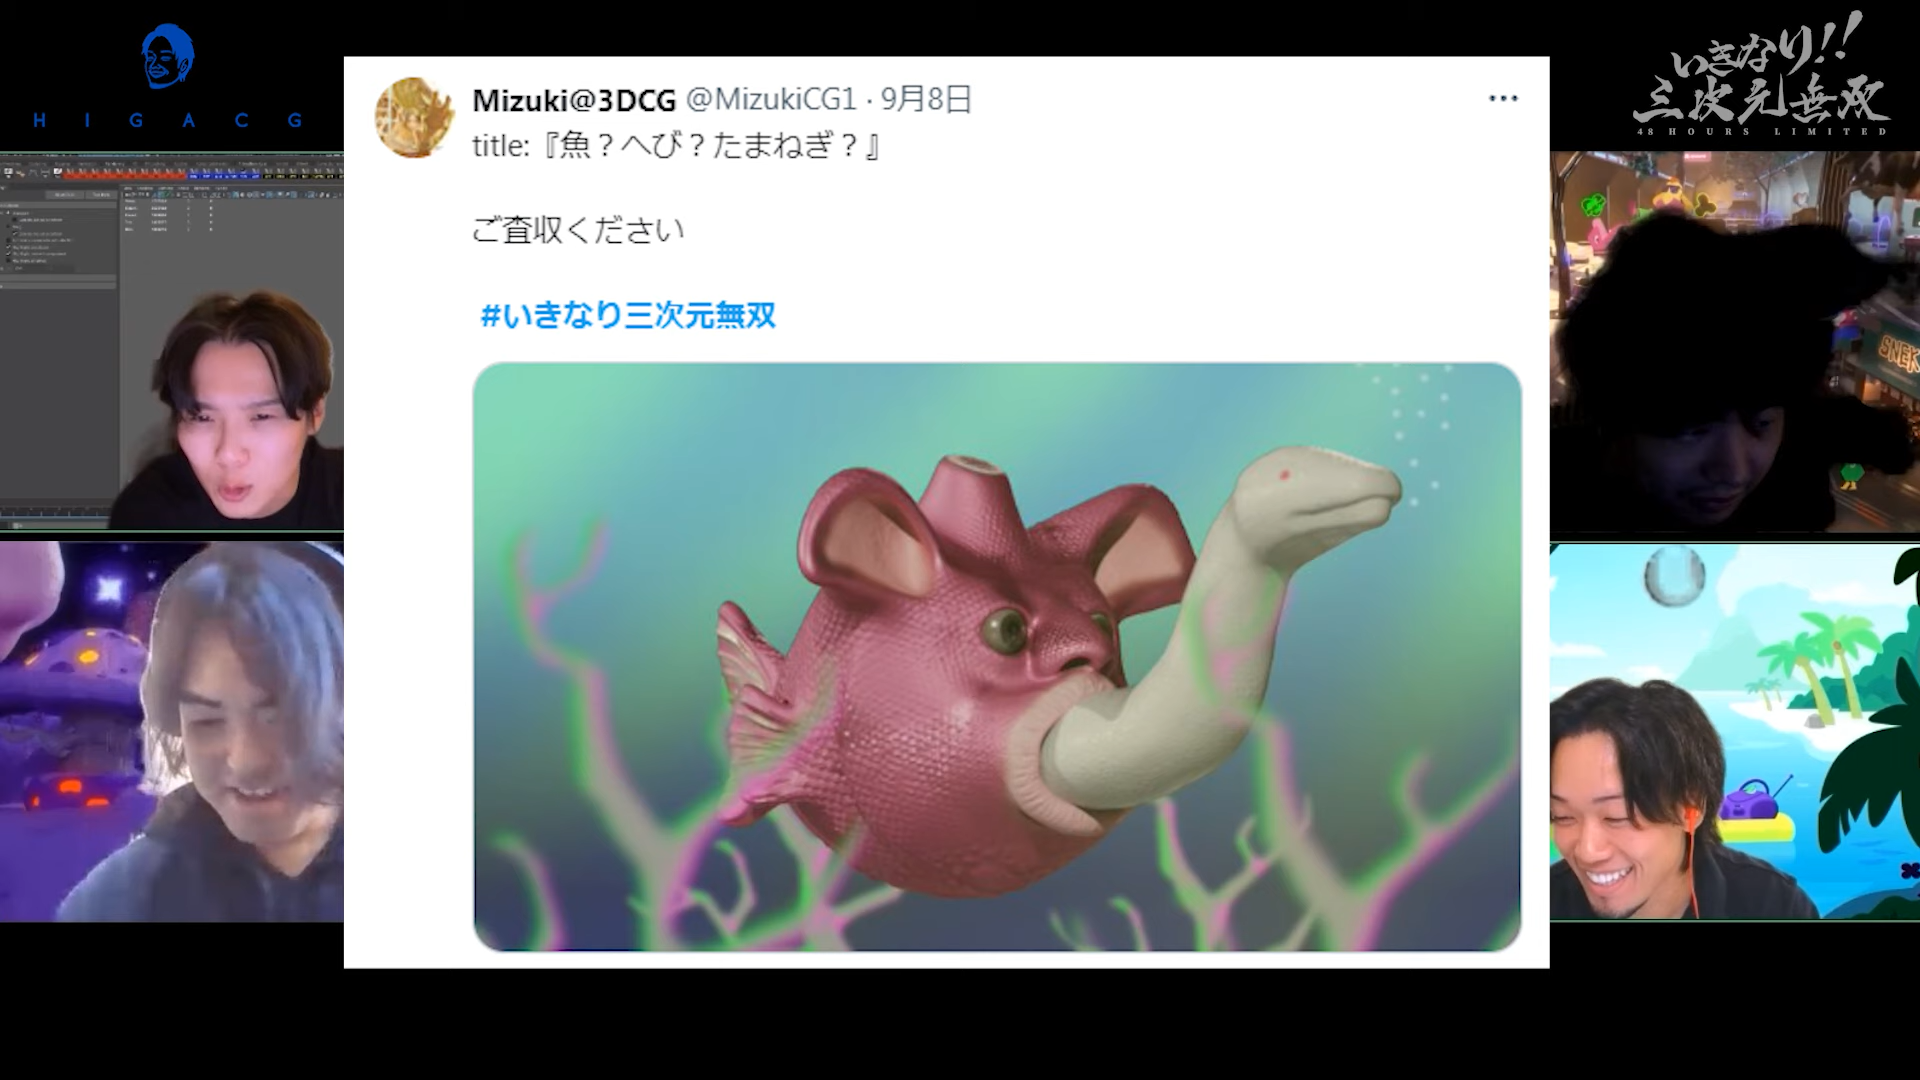 HIGACG
いきなり!!
三次元無双
48 HOURS LIMITED
Mizuki@3DCG @MizukiCG1 · 9月8日
title:『魚？へび？たまねぎ？』
ご査収ください
#いきなり三次元無双
SNEK